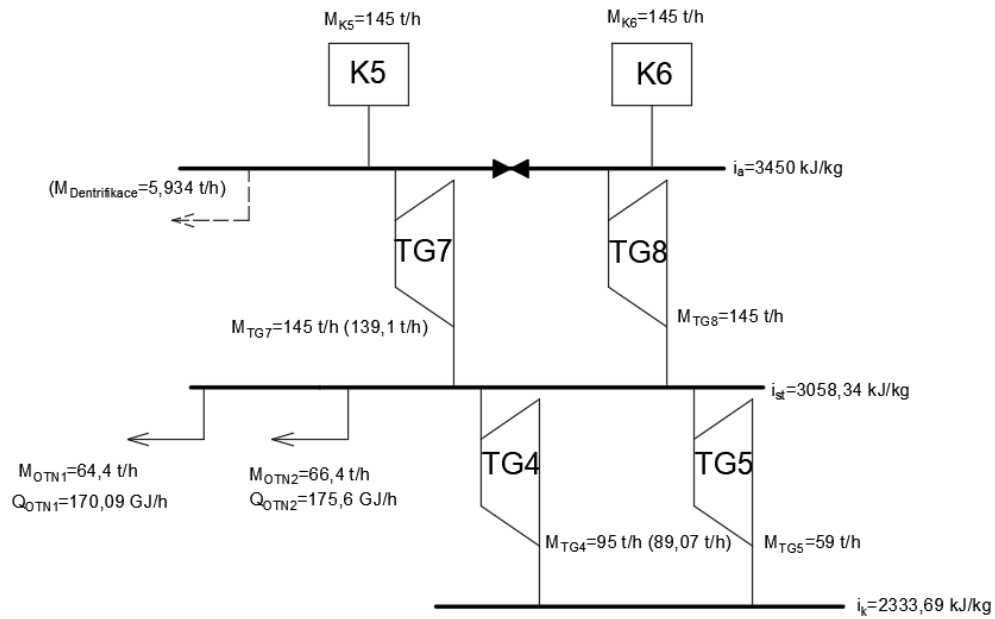 M_K5=145 t/h
M_K6=145 t/h
K5
K6
i_a=3450 kJ/kg
(M_Dentrifikace=5,934 t/h)
TG7
TG8
M_TG7=145 t/h (139,1 t/h)
M_TG8=145 t/h
i_st=3058,34 kJ/kg
M_OTN1=64,4 t/h
Q_OTN1=170,09 GJ/h
M_OTN2=66,4 t/h
Q_OTN2=175,6 GJ/h
TG4
TG5
M_TG4=95 t/h (89,07 t/h)
M_TG5=59 t/h
i_k=2333,69 kJ/kg